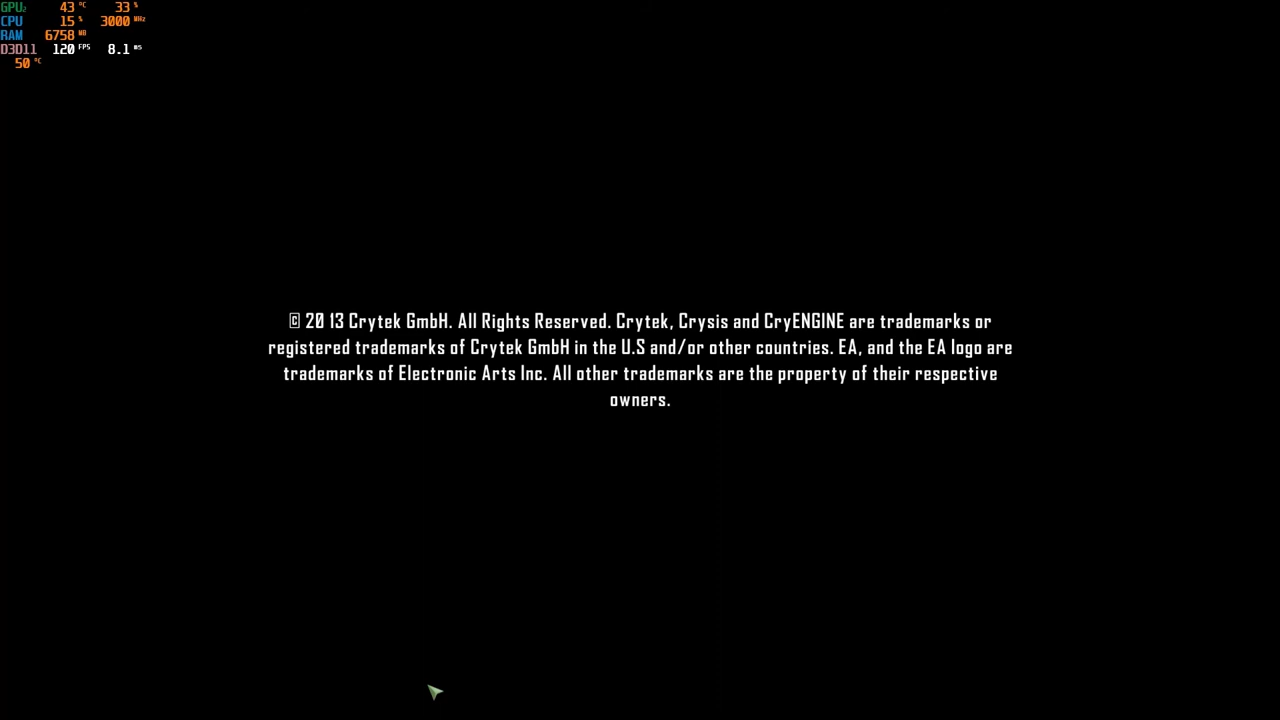 GPU₂ 43 °C 33 %
CPU 15 % 3000 MHz
RAM 6758 MB
D3D11 120 FPS 8.1 ms
50 °C
© 20 13 Crytek GmbH. All Rights Reserved. Crytek, Crysis and CryENGINE are trademarks or
registered trademarks of Crytek GmbH in the U.S and/or other countries. EA, and the EA logo are
trademarks of Electronic Arts Inc. All other trademarks are the property of their respective
owners.